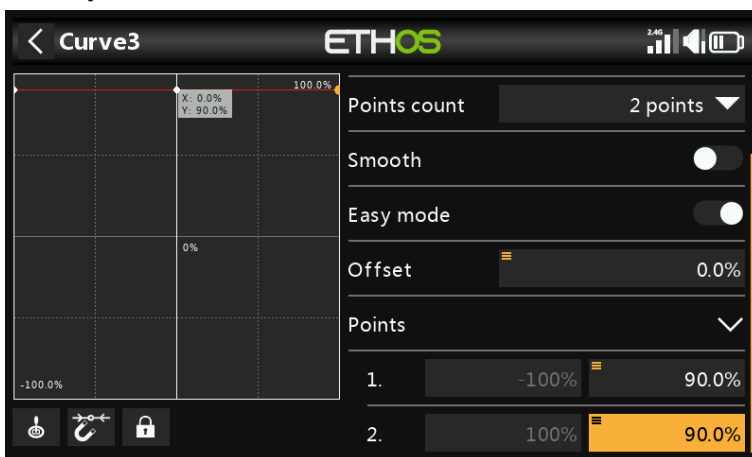 Curve3
ETHOS
2.4G
100.0%
X: 0.0%
Y: 90.0%
0%
-100.0%
Points count 2 points
Smooth
Easy mode
Offset 0.0%
Points
1. -100% 90.0%
2. 100% 90.0%